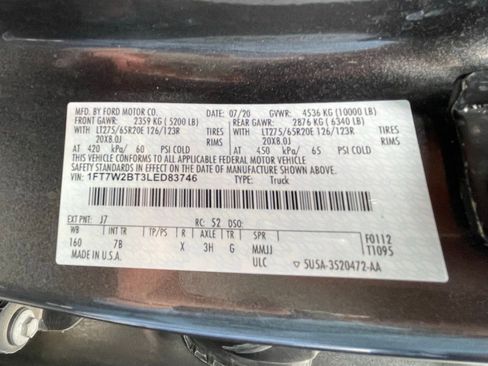 MFD. BY FORD MOTOR CO. 07/20 GVWR: 4536 KG (10000 LB)
FRONT GAWR: 2359 KG (5200 LB) REAR GAWR: 2876 KG (6340 LB)
WITH LT275/65R20E 126/123R TIRES WITH LT275/65R20E 126/123R TIRES
20X8.0J RIMS 20X8.0J RIMS
AT 420 kPa/ 60 PSI COLD AT 450 kPa/ 65 PSI COLD
THIS VEHICLE CONFORMS TO ALL APPLICABLE FEDERAL MOTOR VEHICLE
SAFETY STANDARDS IN EFFECT ON THE DATE OF MANUFACTURE SHOWN ABOVE.
VIN: 1FT7W2BT3LED83746 TYPE: Truck
EXT PNT: J7 RC: 52 DSO:
WB INT TR TP/PS R AXLE TR SPR F0112
160 7B X 3H G MMJJ T1095
MADE IN U.S.A. ULC 5USA-3520472-AA